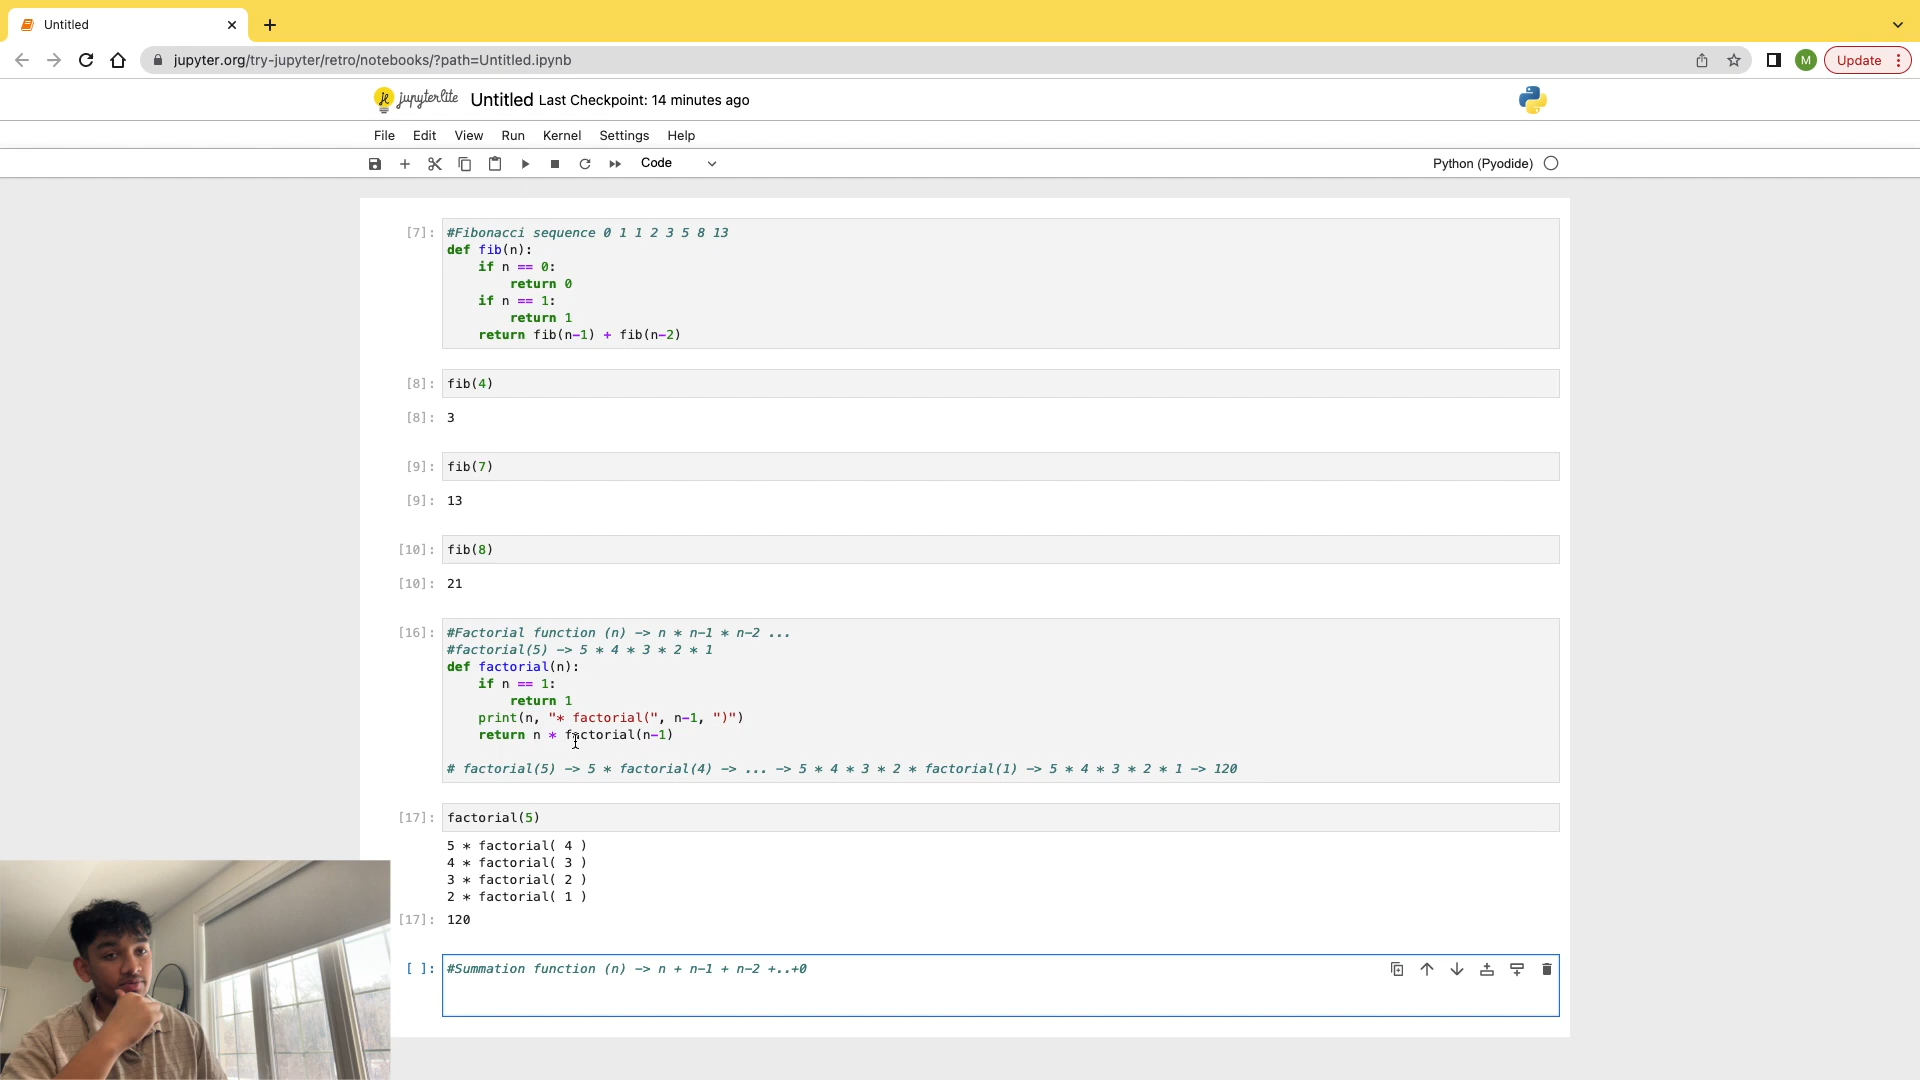 Untitled
jupyter.org/try-jupyter/retro/notebooks/?path=Untitled.ipynb
M
Update
jupyterlite Untitled Last Checkpoint: 14 minutes ago
File Edit View Run Kernel Settings Help
Code
Python (Pyodide)
[7]: #Fibonacci sequence 0 1 1 2 3 5 8 13
def fib(n):
    if n == 0:
        return 0
    if n == 1:
        return 1
    return fib(n-1) + fib(n-2)
[8]: fib(4)
[8]: 3
[9]: fib(7)
[9]: 13
[10]: fib(8)
[10]: 21
[16]: #Factorial function (n) -> n * n-1 * n-2 ...
#factorial(5) -> 5 * 4 * 3 * 2 * 1
def factorial(n):
    if n == 1:
        return 1
    print(n, "* factorial(", n-1, ")")
    return n * factorial(n-1)
# factorial(5) -> 5 * factorial(4) -> ... -> 5 * 4 * 3 * 2 * factorial(1) -> 5 * 4 * 3 * 2 * 1 -> 120
[17]: factorial(5)
5 * factorial( 4 )
4 * factorial( 3 )
3 * factorial( 2 )
2 * factorial( 1 )
[17]: 120
[ ]: #Summation function (n) -> n + n-1 + n-2 +..+0